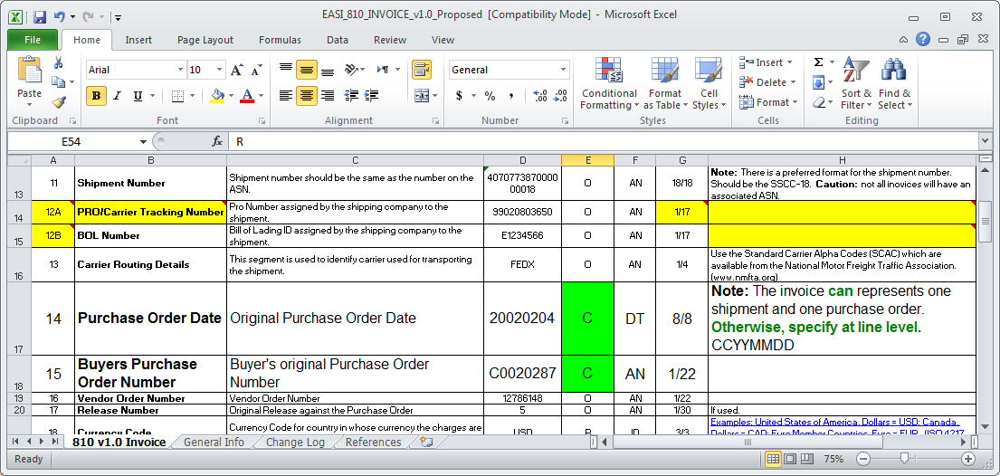 EASI_810_INVOICE_v1.0_Proposed [Compatibility Mode] - Microsoft Excel
File Home Insert Page Layout Formulas Data Review View
Paste
Arial 10
General
Conditional Formatting
Format as Table
Cell Styles
Insert
Delete
Format
Sort & Filter
Find & Select
Clipboard Font Alignment Number Styles Cells Editing
E54 fx R
A B C D E F G H
13 11 Shipment Number Shipment number should be the same as the number on the ASN. 407077387000000018 O AN 18/18 Note: There is a preferred format for the shipment number. Should be the SSCC-18. Caution: not all inovices will have an associated ASN.
14 12A PRO/Carrier Tracking Number Pro Number assigned by the shipping company to the shipment. 99020803650 O AN 1/17
15 12B BOL Number Bill of Lading ID assigned by the shipping company to the shipment. E1234566 O AN 1/17
16 13 Carrier Routing Details This segment is used to identify carrier used for transporting the shipment. FEDX O AN 1/4 Use the Standard Carrier Alpha Codes (SCAC) which are available from the National Motor Freight Traffic Association. (www.nmfta.org)
17 14 Purchase Order Date Original Purchase Order Date 20020204 C DT 8/8 Note: The invoice can represents one shipment and one purchase order. Otherwise, specify at line level. CCYYMMDD
18 15 Buyers Purchase Order Number Buyer's original Purchase Order Number C0020287 C AN 1/22
19 16 Vendor Order Number Vendor Order Number 12786148 O AN 1/22
20 17 Release Number Original Release against the Purchase Order 5 O AN 1/30 If used.
18 Currency Code Currency Code for country in whose currency the charges are USD R ID 3/3 Examples: United States of America, Dollars = USD; Canada, Dollars = CAD; Euro Member Countries, Euro = EUR. (ISO 4217
810 v1.0 Invoice General Info Change Log References
Ready 75%